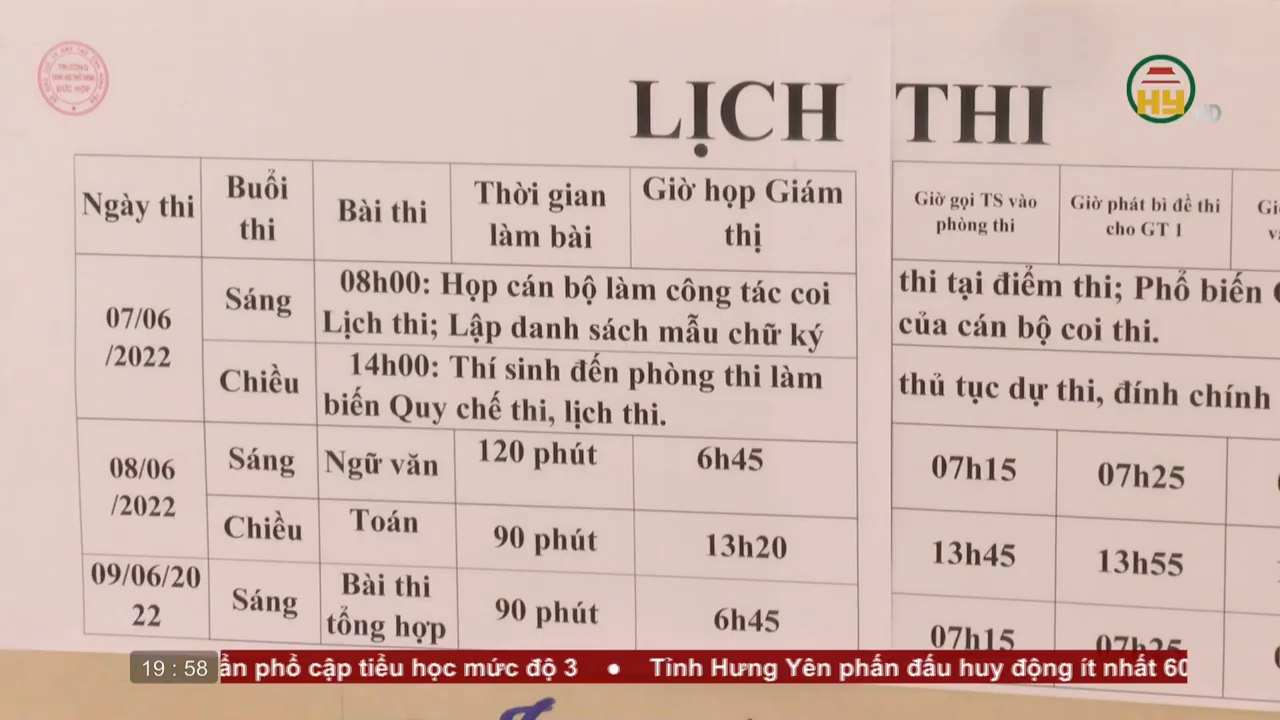 TRƯỜNG
ĐỨC HỢP
HY HD
LỊCH THI
Ngày thi
Buổi thi
Bài thi
Thời gian làm bài
Giờ họp Giám thị
Giờ gọi TS vào phòng thi
Giờ phát bì đề thi cho GT 1
07/06/2022
Sáng
08h00: Họp cán bộ làm công tác coi thi tại điểm thi; Phổ biến
Lịch thi; Lập danh sách mẫu chữ ký của cán bộ coi thi.
Chiều
14h00: Thí sinh đến phòng thi làm thủ tục dự thi, đính chính
biến Quy chế thi, lịch thi.
08/06/2022
Sáng Ngữ văn 120 phút 6h45 07h15 07h25
Chiều Toán 90 phút 13h20 13h45 13h55
09/06/2022
Sáng Bài thi tổng hợp 90 phút 6h45 07h15 07h25
19 : 58 phổ cập tiểu học mức độ 3 ● Tỉnh Hưng Yên phấn đấu huy động ít nhất 60